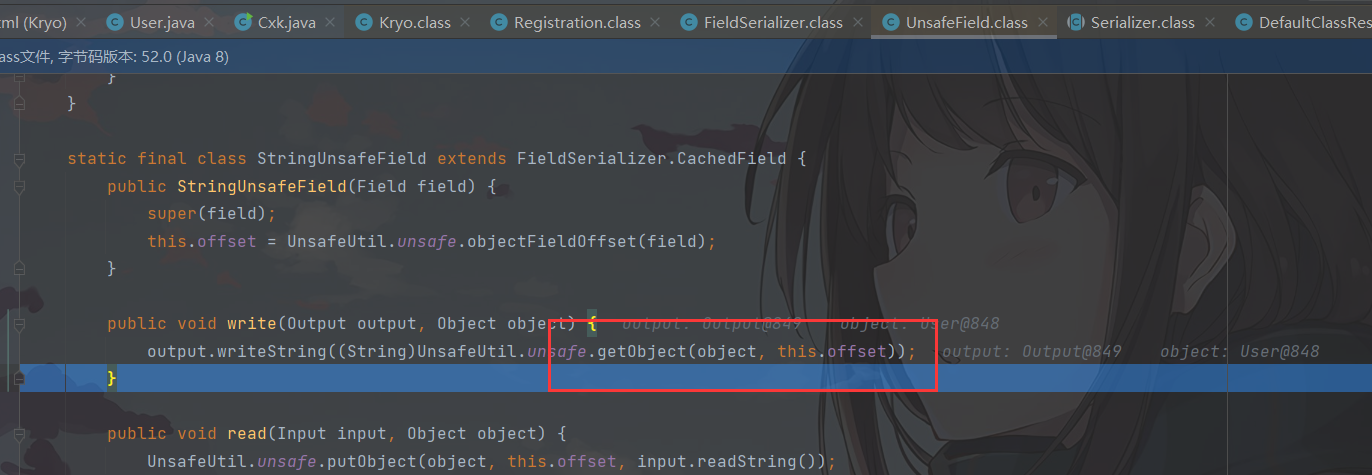 ml (Kryo) × User.java × Cxk.java × Kryo.class × Registration.class × FieldSerializer.class × UnsafeField.class × Serializer.class × DefaultClassRes
ass文件, 字节码版本: 52.0 (Java 8)
}
}
static final class StringUnsafeField extends FieldSerializer.CachedField {
public StringUnsafeField(Field field) {
super(field);
this.offset = UnsafeUtil.unsafe.objectFieldOffset(field);
}
public void write(Output output, Object object) { output: Output@849 object: User@848
output.writeString((String)UnsafeUtil.unsafe.getObject(object, this.offset)); output: Output@849 object: User@848
}
public void read(Input input, Object object) {
UnsafeUtil.unsafe.putObject(object, this.offset, input.readString());